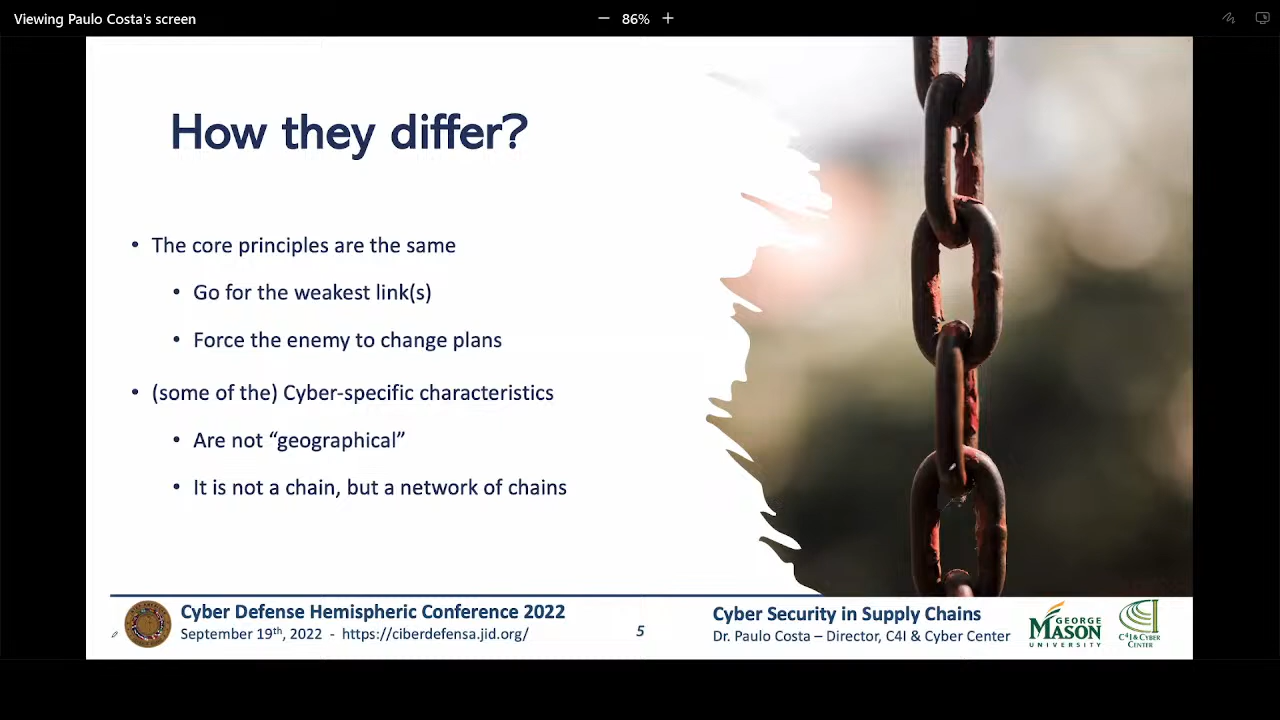 Viewing Paulo Costa's screen
86%
How they differ?
• The core principles are the same
• Go for the weakest link(s)
• Force the enemy to change plans
• (some of the) Cyber-specific characteristics
• Are not “geographical”
• It is not a chain, but a network of chains
Cyber Defense Hemispheric Conference 2022
September 19th, 2022 - https://ciberdefensa.jid.org/
5
Cyber Security in Supply Chains
Dr. Paulo Costa – Director, C4I & Cyber Center
GEORGE
MASON
UNIVERSITY
C4I & CYBER
CENTER